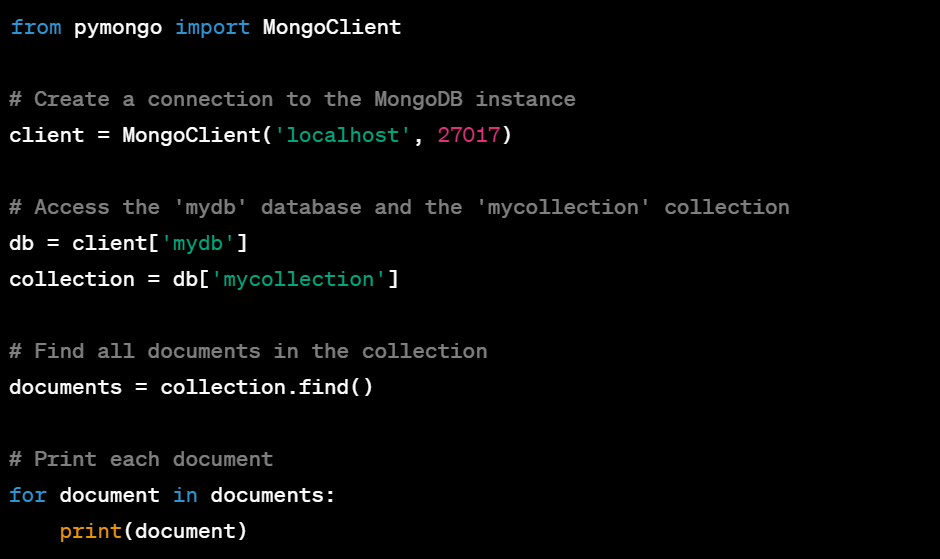 from pymongo import MongoClient
# Create a connection to the MongoDB instance
client = MongoClient('localhost', 27017)
# Access the 'mydb' database and the 'mycollection' collection
db = client['mydb']
collection = db['mycollection']
# Find all documents in the collection
documents = collection.find()
# Print each document
for document in documents:
    print(document)